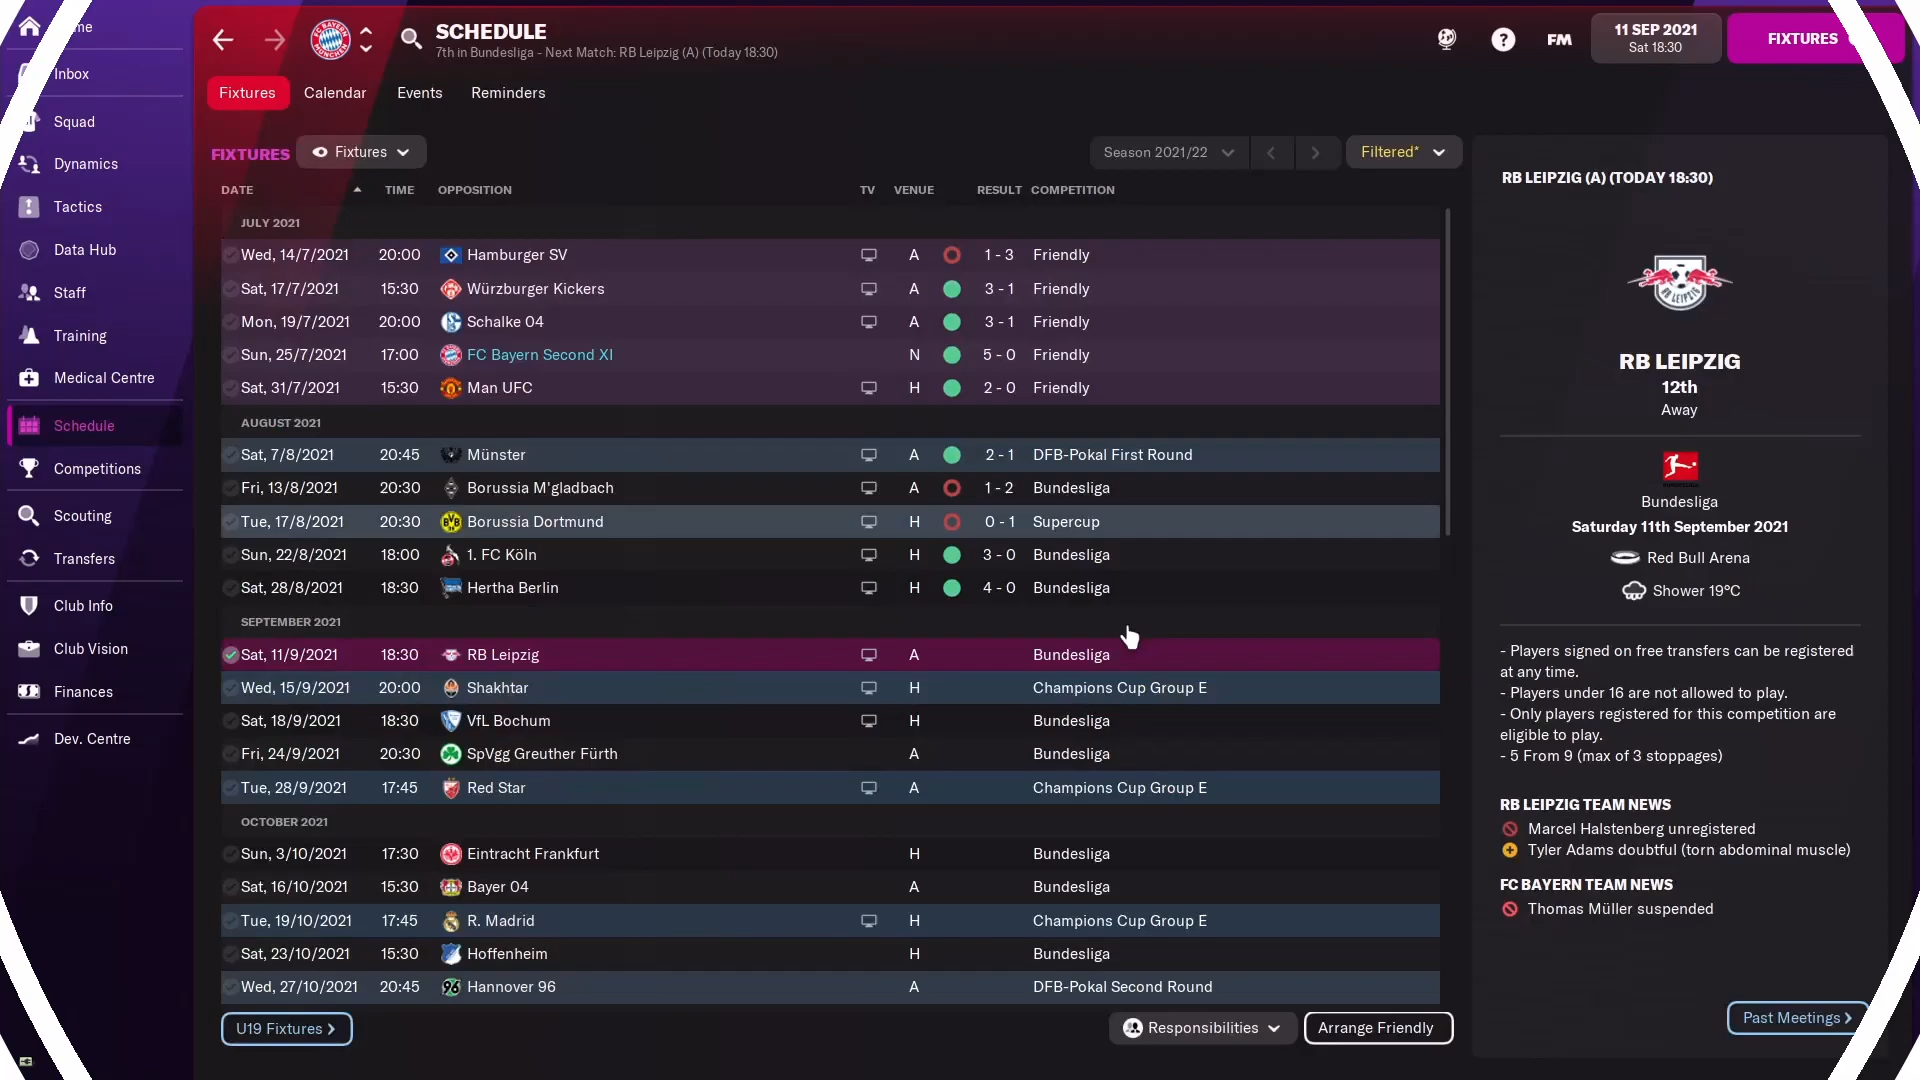 SCHEDULE
7th in Bundesliga - Next Match: RB Leipzig (A) (Today 18:30)
FM
11 SEP 2021
Sat 18:30
FIXTURES
Inbox
Squad
Dynamics
Tactics
Data Hub
Staff
Training
Medical Centre
Schedule
Competitions
Scouting
Transfers
Club Info
Club Vision
Finances
Dev. Centre
Fixtures Calendar Events Reminders
FIXTURES Fixtures Season 2021/22 Filtered*
DATE TIME OPPOSITION TV VENUE RESULT COMPETITION
JULY 2021
Wed, 14/7/2021 20:00 Hamburger SV A 1 - 3 Friendly
Sat, 17/7/2021 15:30 Würzburger Kickers A 3 - 1 Friendly
Mon, 19/7/2021 20:00 Schalke 04 A 3 - 1 Friendly
Sun, 25/7/2021 17:00 FC Bayern Second XI N 5 - 0 Friendly
Sat, 31/7/2021 15:30 Man UFC H 2 - 0 Friendly
AUGUST 2021
Sat, 7/8/2021 20:45 Münster A 2 - 1 DFB-Pokal First Round
Fri, 13/8/2021 20:30 Borussia M'gladbach A 1 - 2 Bundesliga
Tue, 17/8/2021 20:30 Borussia Dortmund H 0 - 1 Supercup
Sun, 22/8/2021 18:00 1. FC Köln H 3 - 0 Bundesliga
Sat, 28/8/2021 18:30 Hertha Berlin H 4 - 0 Bundesliga
SEPTEMBER 2021
Sat, 11/9/2021 18:30 RB Leipzig A Bundesliga
Wed, 15/9/2021 20:00 Shakhtar H Champions Cup Group E
Sat, 18/9/2021 18:30 VfL Bochum H Bundesliga
Fri, 24/9/2021 20:30 SpVgg Greuther Fürth A Bundesliga
Tue, 28/9/2021 17:45 Red Star A Champions Cup Group E
OCTOBER 2021
Sun, 3/10/2021 17:30 Eintracht Frankfurt H Bundesliga
Sat, 16/10/2021 15:30 Bayer 04 A Bundesliga
Tue, 19/10/2021 17:45 R. Madrid H Champions Cup Group E
Sat, 23/10/2021 15:30 Hoffenheim H Bundesliga
Wed, 27/10/2021 20:45 Hannover 96 A DFB-Pokal Second Round
U19 Fixtures Responsibilities Arrange Friendly
RB LEIPZIG (A) (TODAY 18:30)
RB LEIPZIG
12th
Away
Bundesliga
Saturday 11th September 2021
Red Bull Arena
Shower 19°C
- Players signed on free transfers can be registered
at any time.
- Players under 16 are not allowed to play.
- Only players registered for this competition are
eligible to play.
- 5 From 9 (max of 3 stoppages)
RB LEIPZIG TEAM NEWS
Marcel Halstenberg unregistered
Tyler Adams doubtful (torn abdominal muscle)
FC BAYERN TEAM NEWS
Thomas Müller suspended
Past Meetings